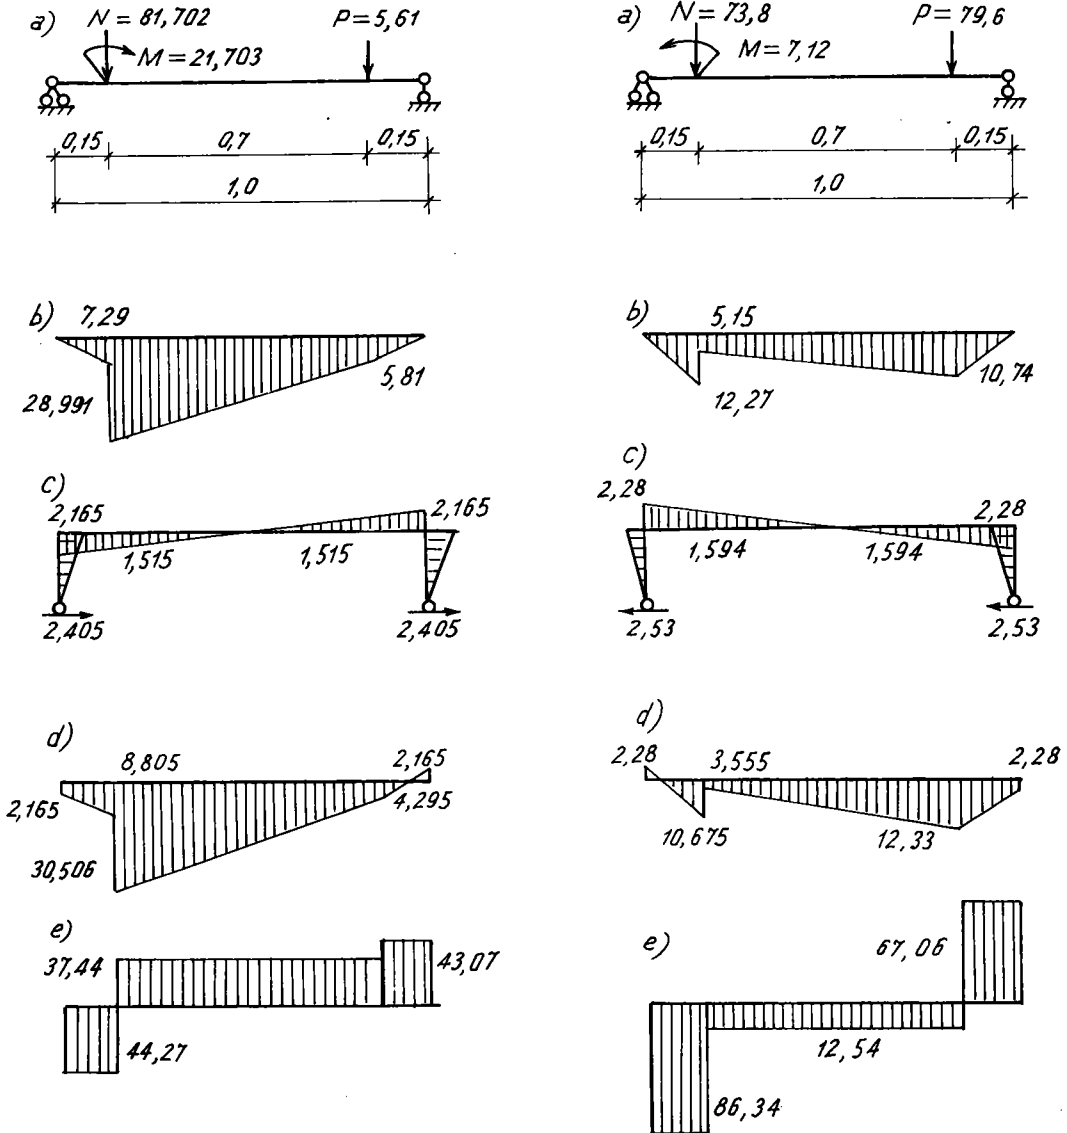 a) N = 81,702 P = 5,61
M = 21,703
0,15 0,7 0,15
1,0
b) 7,29
28,991 5,81
c)
2,165 2,165
1,515 1,515
2,405 2,405
d)
8,805 2,165
2,165 4,295
30,506
e)
37,44 43,07
44,27
a) N = 73,8 P = 79,6
M = 7,12
0,15 0,7 0,15
1,0
b) 5,15
12,27 10,74
c)
2,28 2,28
1,594 1,594
2,53 2,53
d)
2,28 3,555 2,28
10,675 12,33
e) 67,06
12,54
86,34